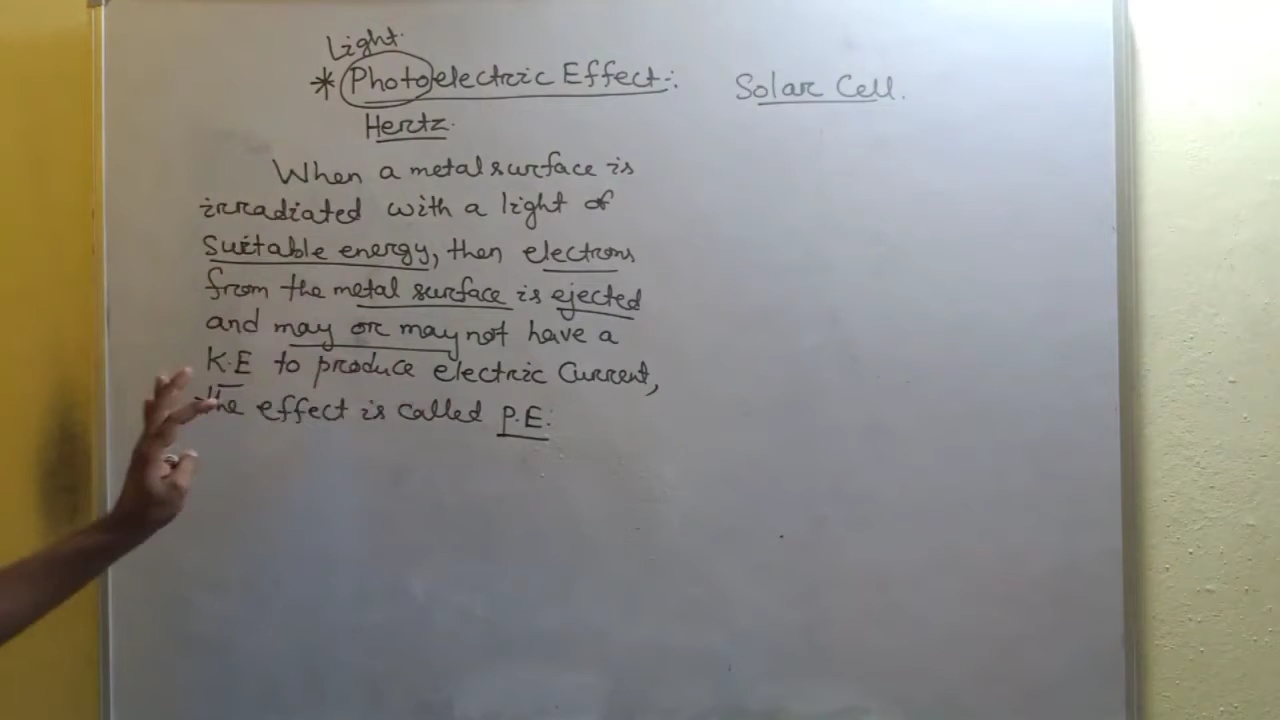 Light.
* Photoelectric Effect:
Solar Cell.
Hertz.
When a metal surface is
irradiated with a light of
Suitable energy, then electrons
from the metal surface is ejected
and may or may not have a
K.E to produce electric Current,
the effect is called P.E: